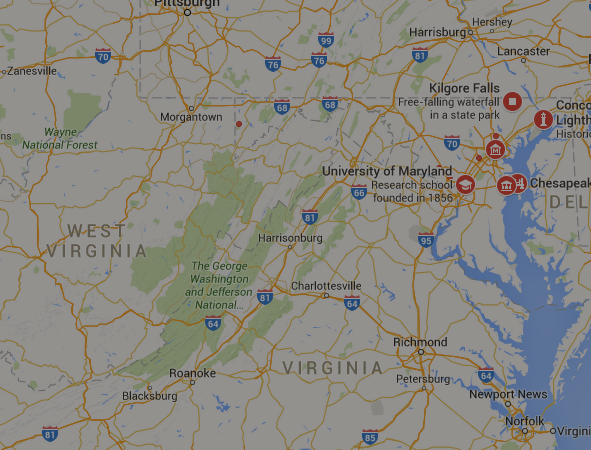 Pittsburgh
Hershey
Harrisburg
99
70
76
76
81
Lancaster
Zanesville
Kilgore Falls
Free-falling waterfall
in a state park
68
68
Morgantown
Wayne
National Forest
ns
70
University of Maryland
Research school
founded in 1856
66
Chesapeak
DEL
81
WEST
VIRGINIA
Harrisonburg
95
The George
Washington
and Jefferson
National...
Charlottesville
81
64
64
Richmond
VIRGINIA
Roanoke
Petersburg
64
Blacksburg
Newport News
Norfolk
Virgini
81
85
Conco
Lighth
Historic